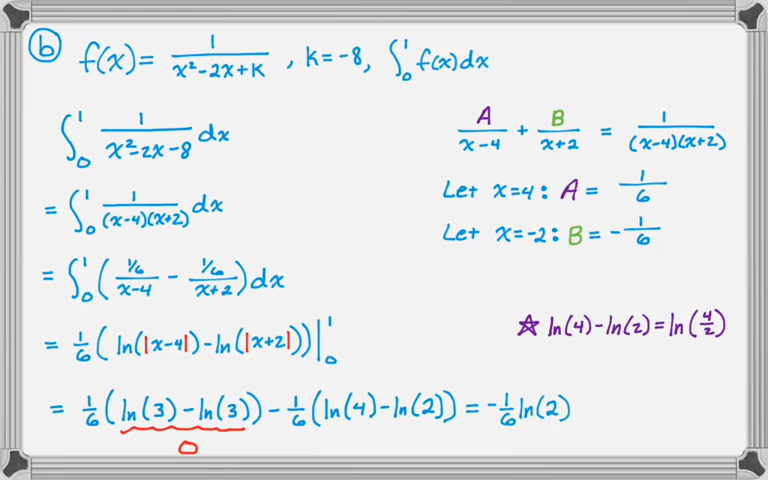 b f(x) = 1/(x² - 2x + k), k = -8, ∫₀¹ f(x)dx
∫₀¹ 1/(x² - 2x - 8) dx
= ∫₀¹ 1/((x-4)(x+2)) dx
= ∫₀¹ ((1/6)/(x-4) - (1/6)/(x+2)) dx
= 1/6 (ln(|x-4|) - ln(|x+2|)) |₀¹
= 1/6 (ln(3) - ln(3)) - 1/6 (ln(4) - ln(2)) = -1/6 ln(2)
0
A/(x-4) + B/(x+2) = 1/((x-4)(x+2))
Let x=4: A = 1/6
Let x=-2: B = -1/6
☆ ln(4) - ln(2) = ln(4/2)